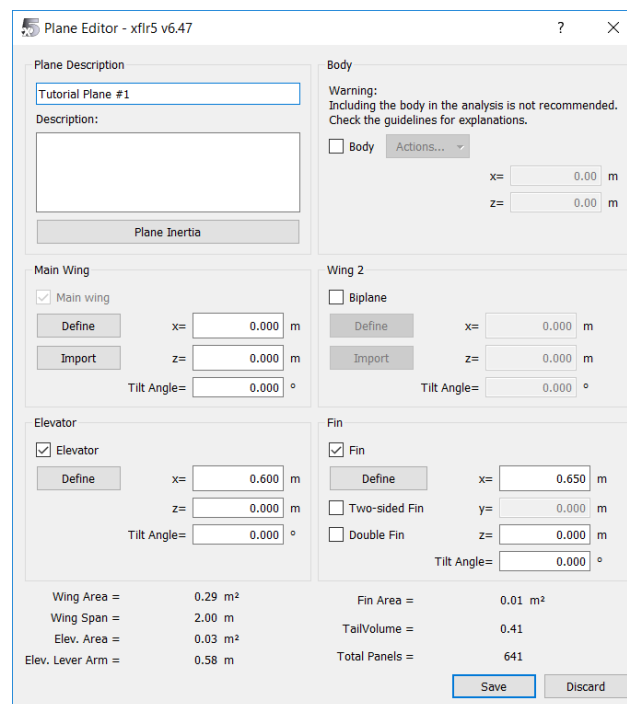 Plane Editor - xflr5 v6.47 ?
Plane Description
Tutorial Plane #1
Description:
Plane Inertia
Body
Warning:
Including the body in the analysis is not recommended.
Check the guidelines for explanations.
Body Actions...
x= 0.00 m
z= 0.00 m
Main Wing
Main wing
Define x= 0.000 m
Import z= 0.000 m
Tilt Angle= 0.000 °
Wing 2
Biplane
Define x= 0.000 m
Import z= 0.000 m
Tilt Angle= 0.000 °
Elevator
Elevator
Define x= 0.600 m
z= 0.000 m
Tilt Angle= 0.000 °
Fin
Fin
Define x= 0.650 m
Two-sided Fin y= 0.000 m
Double Fin z= 0.000 m
Tilt Angle= 0.000 °
Wing Area = 0.29 m²
Wing Span = 2.00 m
Elev. Area = 0.03 m²
Elev. Lever Arm = 0.58 m
Fin Area = 0.01 m²
TailVolume = 0.41
Total Panels = 641
Save Discard